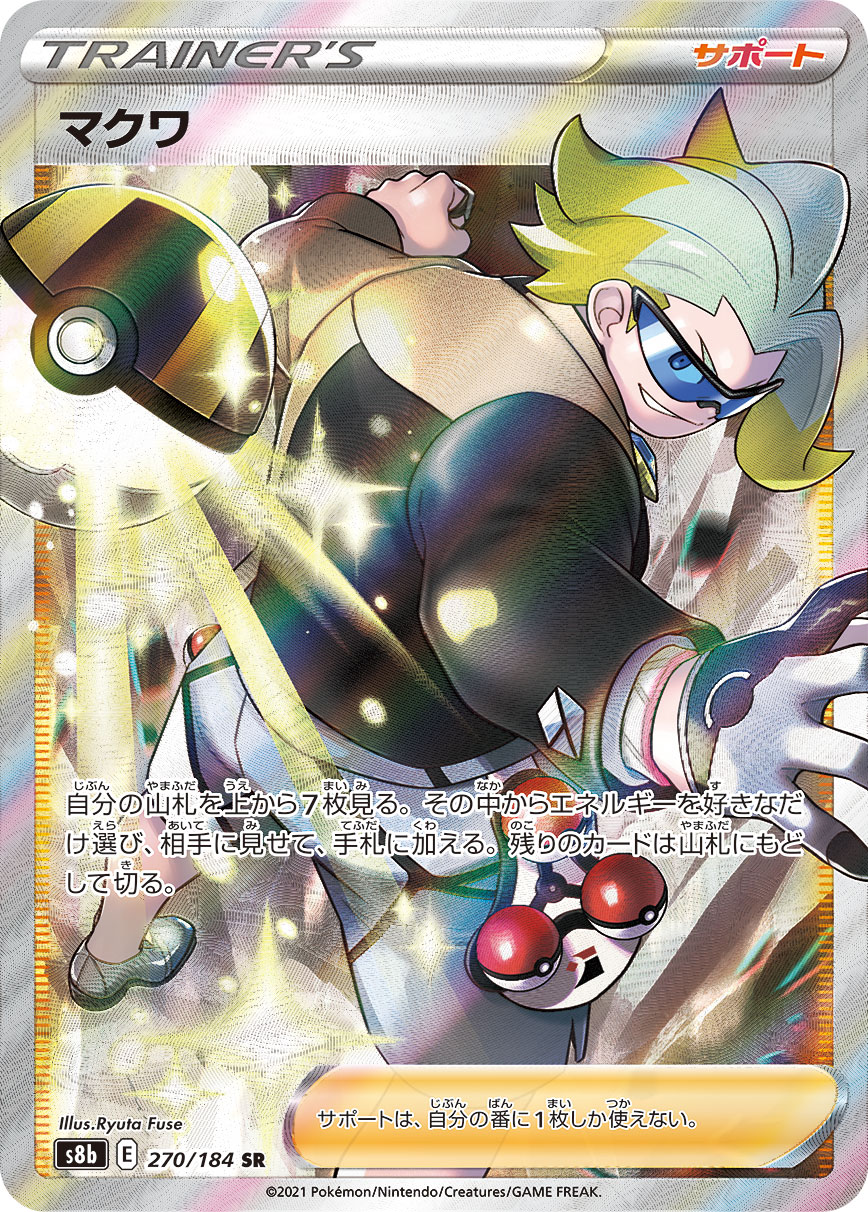 TRAINER'S サポート
マクワ
自分の山札を上から7枚見る。その中からエネルギーを好きなだ
け選び、相手に見せて、手札に加える。残りのカードは山札にもど
して切る。
Illus.Ryuta Fuse
サポートは、自分の番に1枚しか使えない。
s8b E 270/184 SR
©2021 Pokémon/Nintendo/Creatures/GAME FREAK.